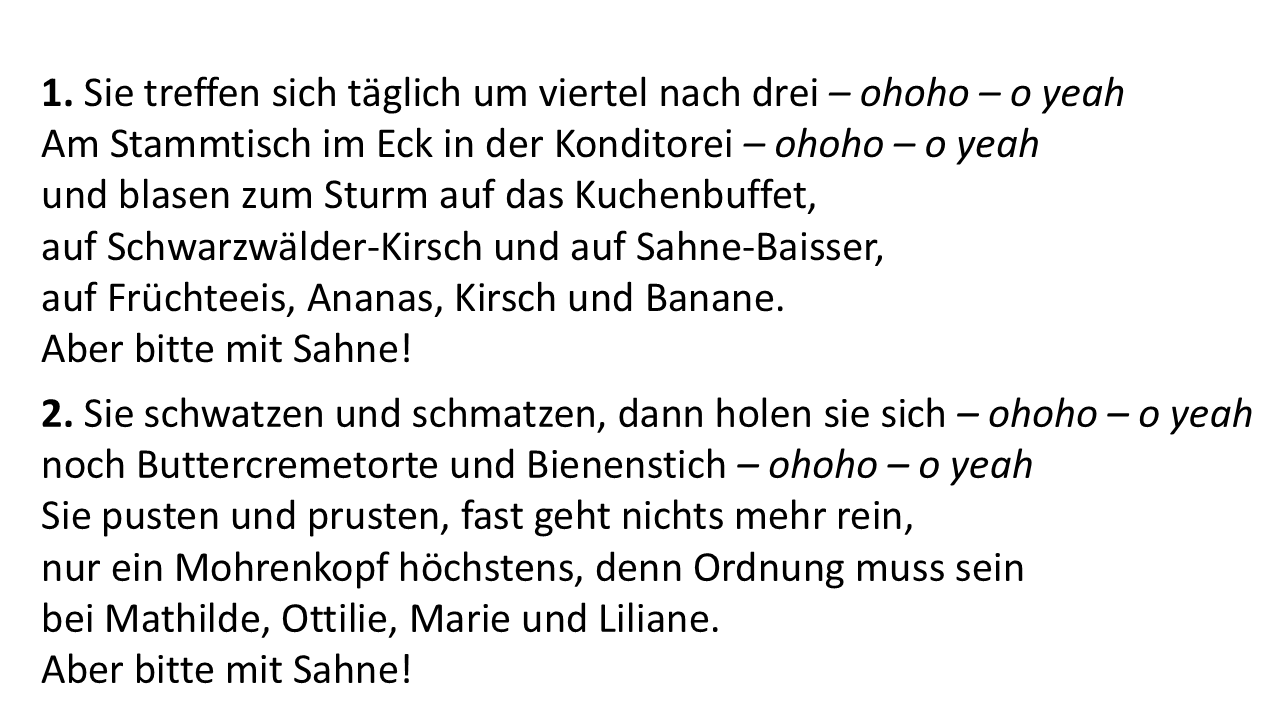 1. Sie treffen sich täglich um viertel nach drei – ohoho – o yeah
Am Stammtisch im Eck in der Konditorei – ohoho – o yeah
und blasen zum Sturm auf das Kuchenbuffet,
auf Schwarzwälder-Kirsch und auf Sahne-Baisser,
auf Früchteeis, Ananas, Kirsch und Banane.
Aber bitte mit Sahne!
2. Sie schwatzen und schmatzen, dann holen sie sich – ohoho – o yeah
noch Buttercremetorte und Bienenstich – ohoho – o yeah
Sie pusten und prusten, fast geht nichts mehr rein,
nur ein Mohrenkopf höchstens, denn Ordnung muss sein
bei Mathilde, Ottilie, Marie und Liliane.
Aber bitte mit Sahne!